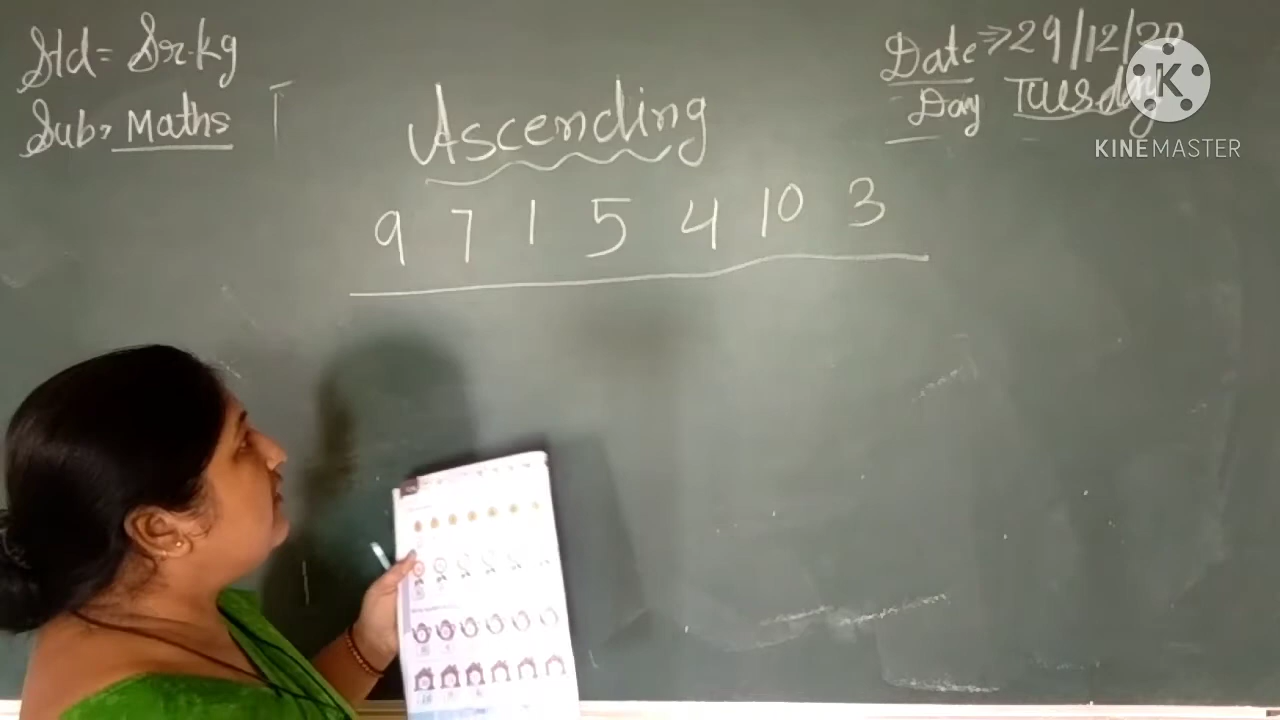 Std = Sr.kg
Sub> Maths
Date => 29/12/20
Day Tuesday
K
KINEMASTER
Ascending
9 7 1 5 4 10 3